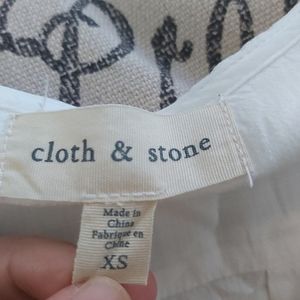 cloth & stone
Made in
China
Fabriqué en
Chine
XS